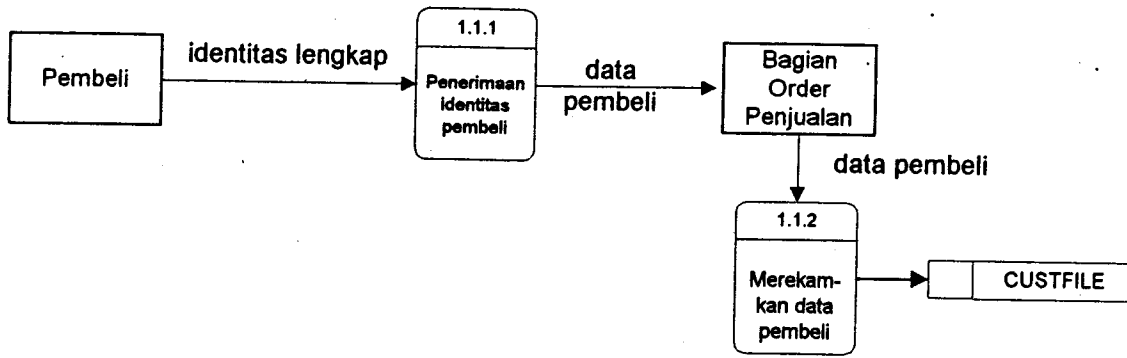 Pembeli
identitas lengkap
1.1.1
Penerimaan
identitas
pembeli
data
pembeli
Bagian
Order
Penjualan
data pembeli
1.1.2
Merekam-
kan data
pembeli
CUSTFILE